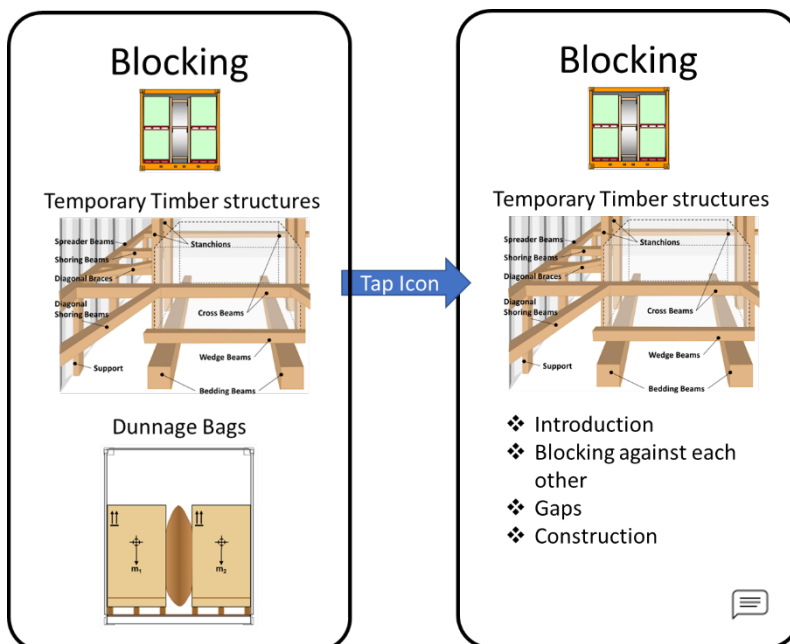 Blocking
Temporary Timber structures
Spreader Beams
Stanchions
Shoring Beams
Diagonal Braces
Diagonal
Shoring Beams
Cross Beams
Wedge Beams
Support
Bedding Beams
Dunnage Bags
m1
m2
Tap Icon
Blocking
Temporary Timber structures
Spreader Beams
Stanchions
Shoring Beams
Diagonal Braces
Diagonal
Shoring Beams
Cross Beams
Wedge Beams
Support
Bedding Beams
❖ Introduction
❖ Blocking against each
other
❖ Gaps
❖ Construction